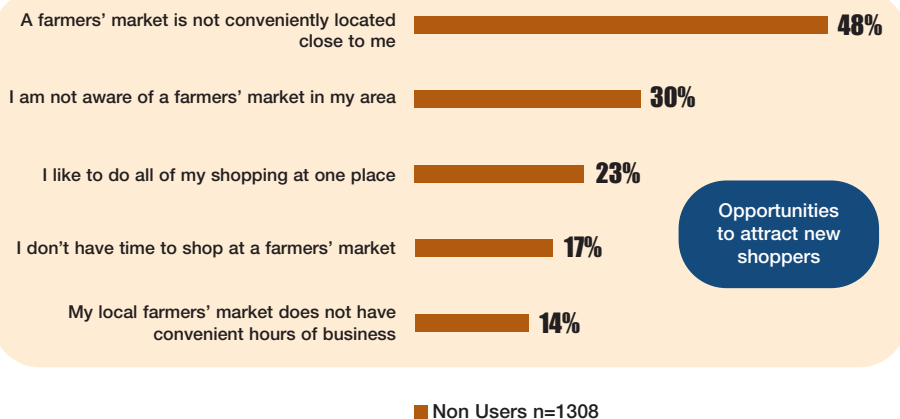 A farmers’ market is not conveniently located
close to me
48%
I am not aware of a farmers’ market in my area
30%
I like to do all of my shopping at one place
23%
I don’t have time to shop at a farmers’ market
17%
My local farmers’ market does not have
convenient hours of business
14%
Opportunities
to attract new
shoppers
Non Users n=1308